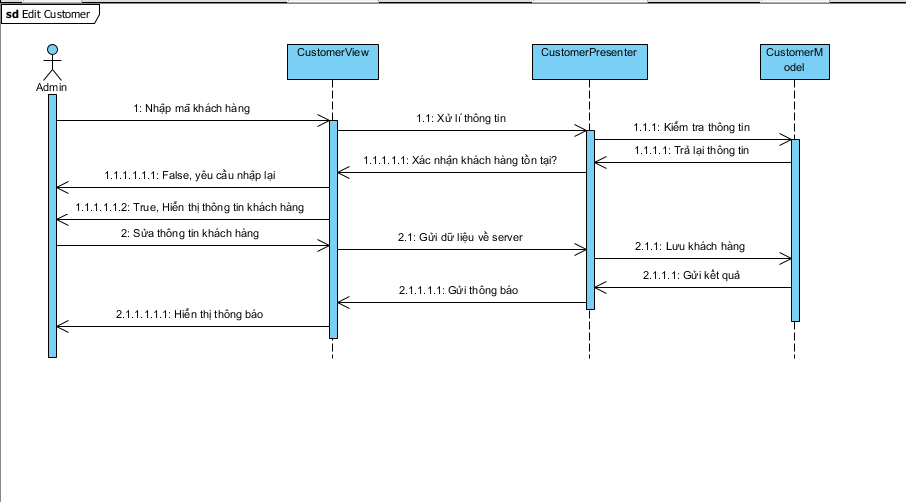 sd Edit Customer
CustomerView
CustomerPresenter
CustomerM
odel
Admin
1: Nhập mã khách hàng
1.1: Xử lí thông tin
1.1.1: Kiểm tra thông tin
1.1.1.1: Trả lại thông tin
1.1.1.1.1: Xác nhận khách hàng tồn tại?
1.1.1.1.1.1: False, yêu cầu nhập lại
1.1.1.1.1.2: True, Hiển thị thông tin khách hàng
2: Sửa thông tin khách hàng
2.1: Gửi dữ liệu về server
2.1.1: Lưu khách hàng
2.1.1.1: Gửi kết quả
2.1.1.1.1: Gửi thông báo
2.1.1.1.1.1: Hiển thị thông báo